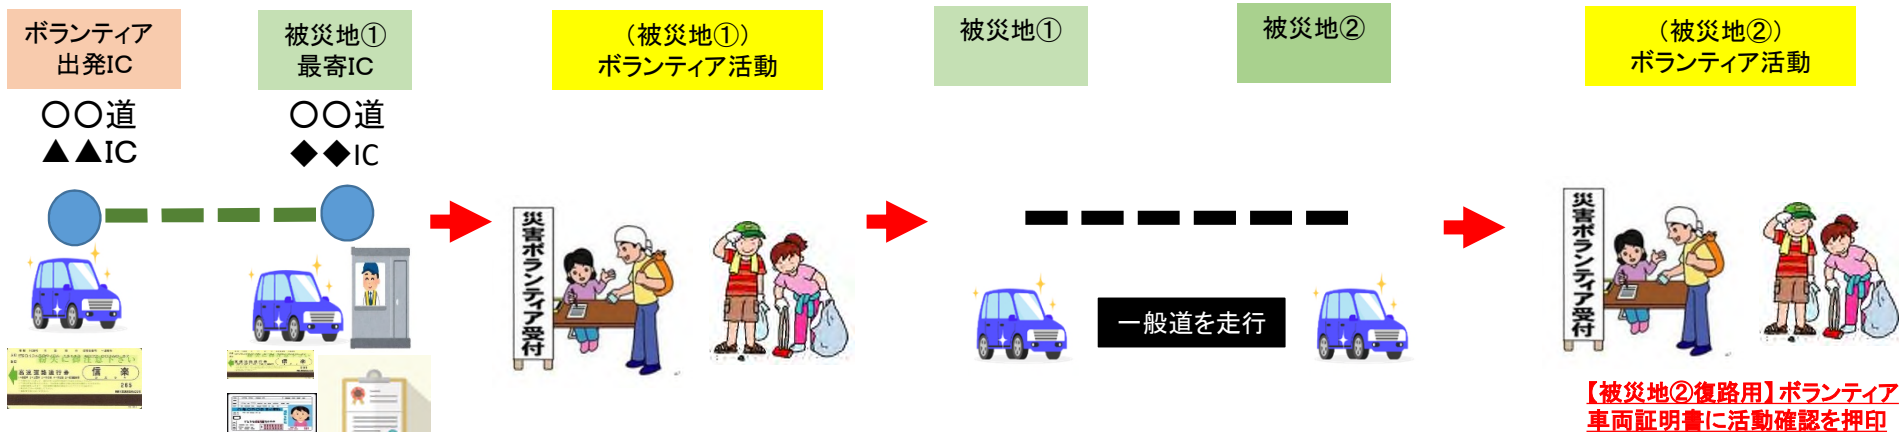 ボランティア
出発IC
被災地①
最寄IC
（被災地①）
ボランティア活動
被災地①
被災地②
（被災地②）
ボランティア活動
〇〇道
▲▲IC
〇〇道
◆◆IC
災害ボランティア受付
一般道を走行
災害ボランティア受付
信楽
信楽
【被災地②復路用】ボランティア
車両証明書に活動確認を押印